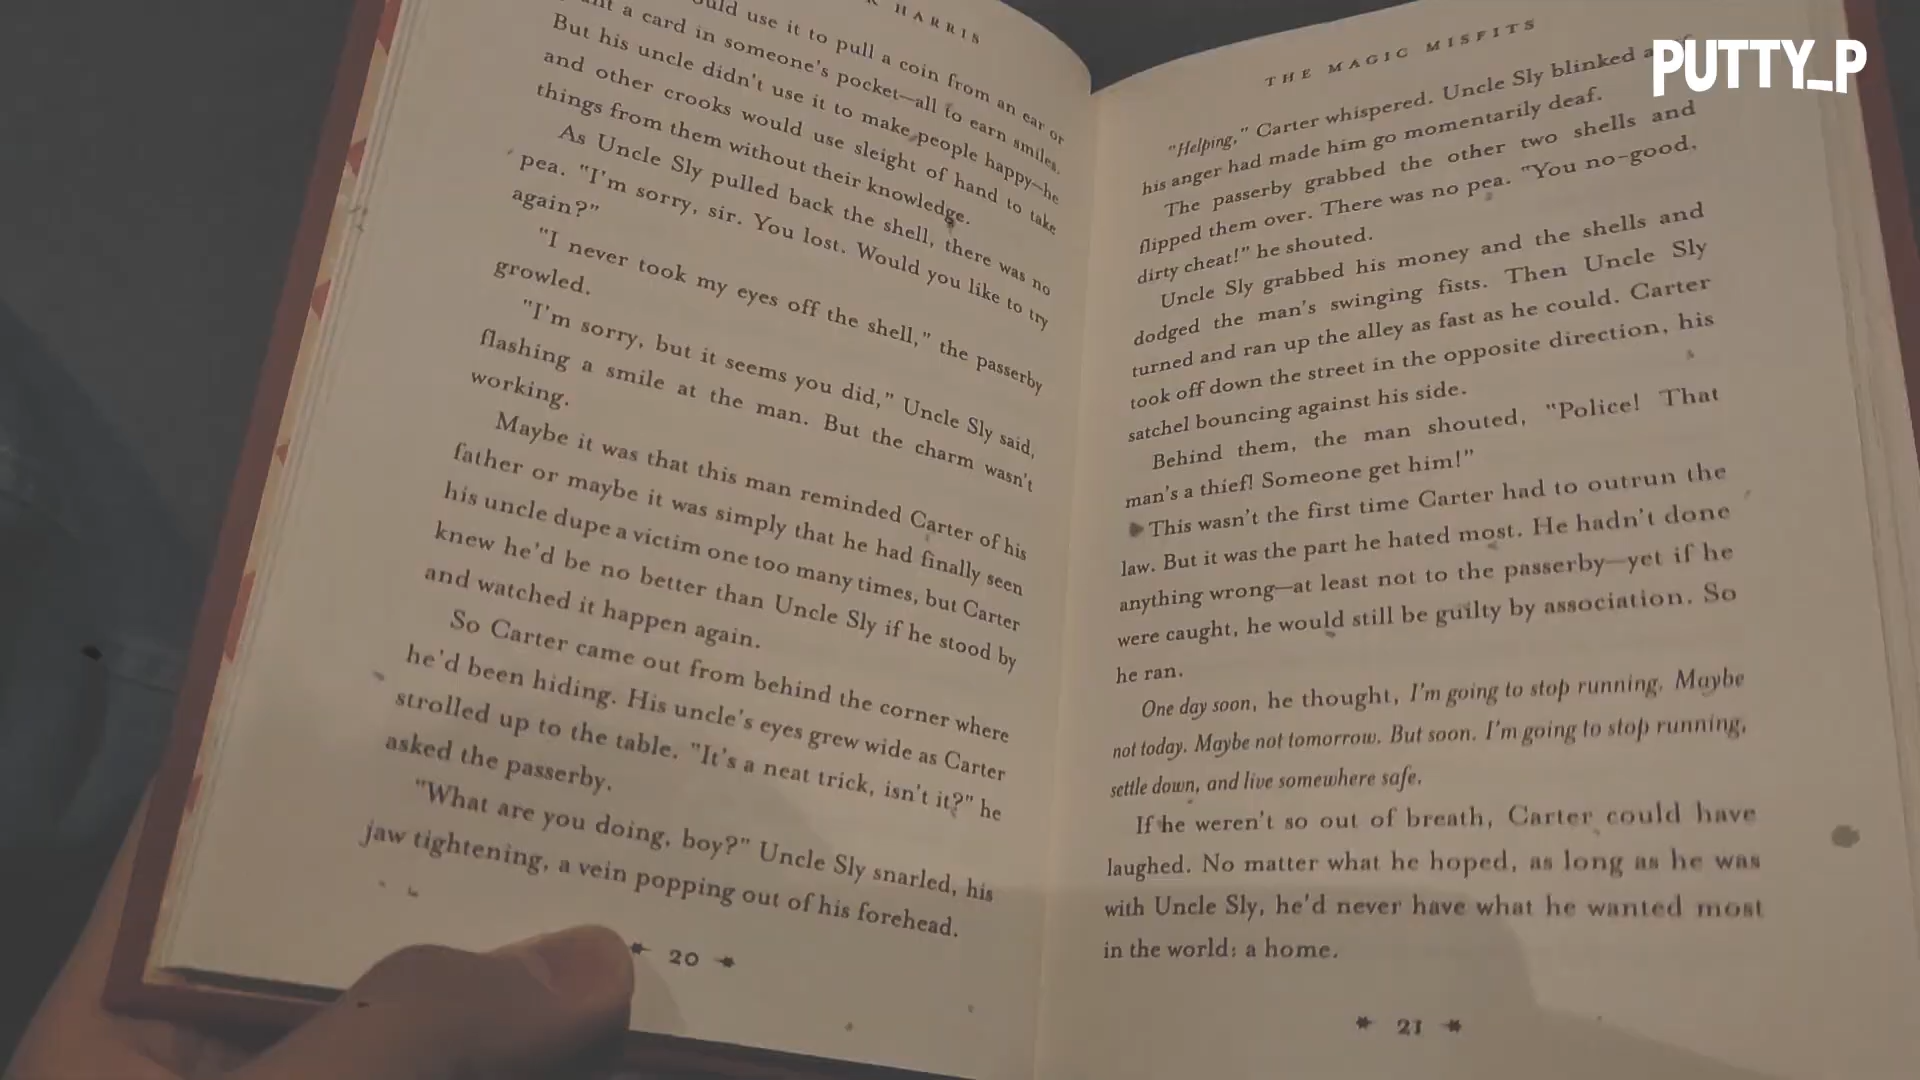 HARRIS
use it to pull a coin from an ear or
a card in someone's pocket—all to earn smiles.
But his uncle didn't use it to make people happy—he
and other crooks would use sleight of hand to take
things from them without their knowledge.
As Uncle Sly pulled back the shell, there was no
pea. "I'm sorry, sir. You lost. Would you like to try
again?"
"I never took my eyes off the shell," the passerby
growled.
"I'm sorry, but it seems you did," Uncle Sly said,
flashing a smile at the man. But the charm wasn't
working.
Maybe it was that this man reminded Carter of his
father or maybe it was simply that he had finally seen
his uncle dupe a victim one too many times, but Carter
knew he'd be no better than Uncle Sly if he stood by
and watched it happen again.
So Carter came out from behind the corner where
he'd been hiding. His uncle's eyes grew wide as Carter
strolled up to the table. "It's a neat trick, isn't it?" he
asked the passerby.
"What are you doing, boy?" Uncle Sly snarled, his
jaw tightening, a vein popping out of his forehead.
20
THE MAGIC MISFITS
"Helping," Carter whispered. Uncle Sly blinked
his anger had made him go momentarily deaf.
The passerby grabbed the other two shells and
flipped them over. There was no pea. "You no-good,
dirty cheat!" he shouted.
Uncle Sly grabbed his money and the shells and
dodged the man's swinging fists. Then Uncle Sly
turned and ran up the alley as fast as he could. Carter
took off down the street in the opposite direction, his
satchel bouncing against his side.
Behind them, the man shouted, "Police! That
man's a thief! Someone get him!"
This wasn't the first time Carter had to outrun the
law. But it was the part he hated most. He hadn't done
anything wrong—at least not to the passerby—yet if he
were caught, he would still be guilty by association. So
he ran.
One day soon, he thought, I'm going to stop running. Maybe
not today. Maybe not tomorrow. But soon. I'm going to stop running,
settle down, and live somewhere safe.
If he weren't so out of breath, Carter could have
laughed. No matter what he hoped, as long as he was
with Uncle Sly, he'd never have what he wanted most
in the world: a home.
21
PUTTY_P